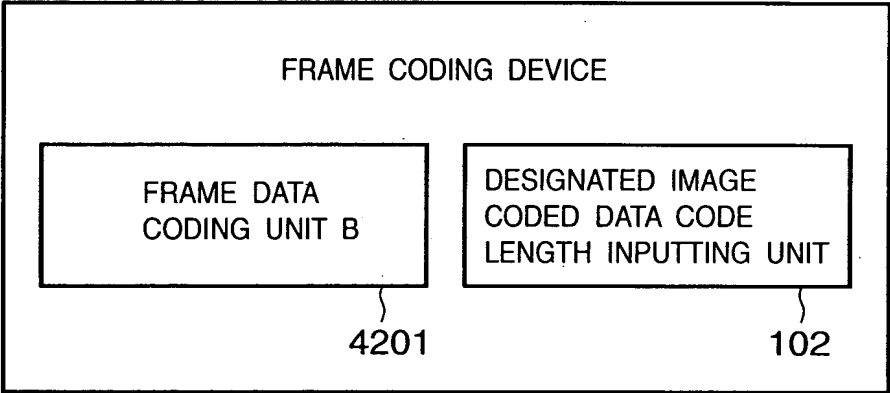 FRAME CODING DEVICE
FRAME DATA
CODING UNIT B
4201
DESIGNATED IMAGE
CODED DATA CODE
LENGTH INPUTTING UNIT
102